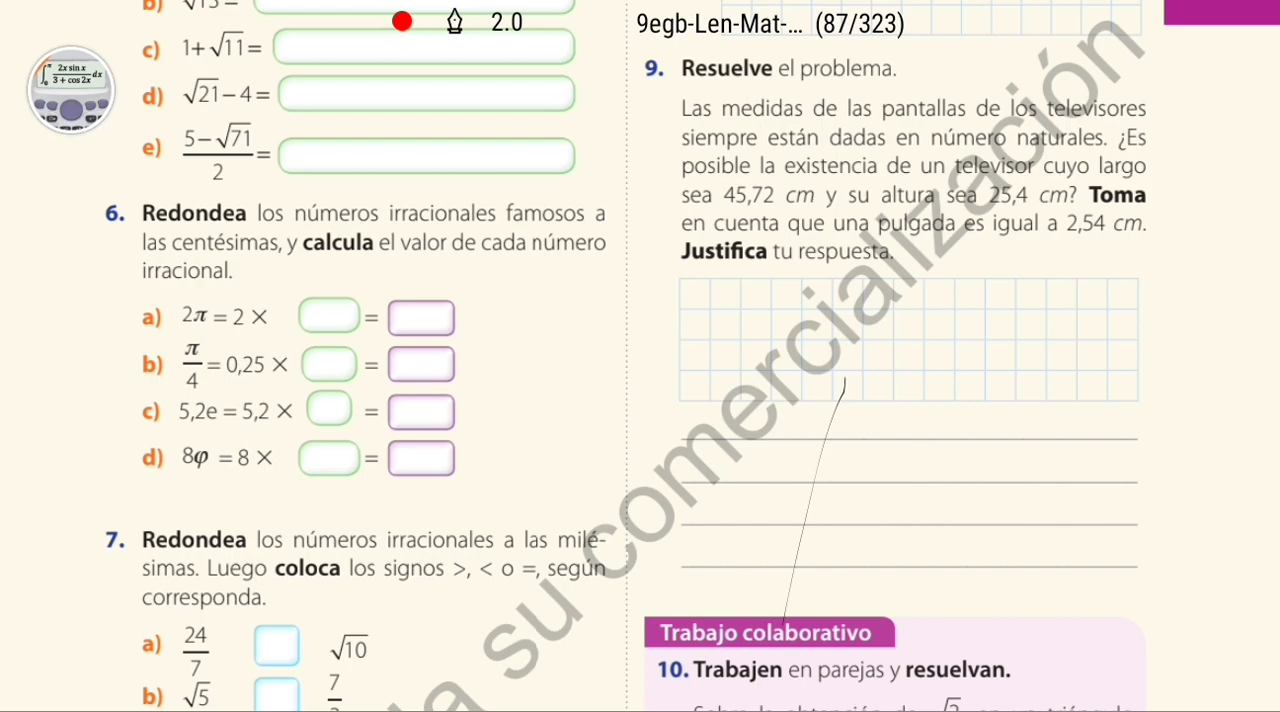 b) √13 =
2.0
9egb-Len-Mat-... (87/323)
c) 1+√11=
d) √21−4=
e) 5−√71 / 2 =
6. Redondea los números irracionales famosos a
las centésimas, y calcula el valor de cada número
irracional.
a) 2π = 2 ×  =
b) π/4 = 0,25 ×  =
c) 5,2e = 5,2 ×  =
d) 8φ = 8 ×  =
7. Redondea los números irracionales a las milé-
simas. Luego coloca los signos >, < o =, según
corresponda.
a) 24/7  √10
b) √5  7
9. Resuelve el problema.
Las medidas de las pantallas de los televisores
siempre están dadas en número naturales. ¿Es
posible la existencia de un televisor cuyo largo
sea 45,72 cm y su altura sea 25,4 cm? Toma
en cuenta que una pulgada es igual a 2,54 cm.
Justifica tu respuesta.
Trabajo colaborativo
10. Trabajen en parejas y resuelvan.
a su comercialización